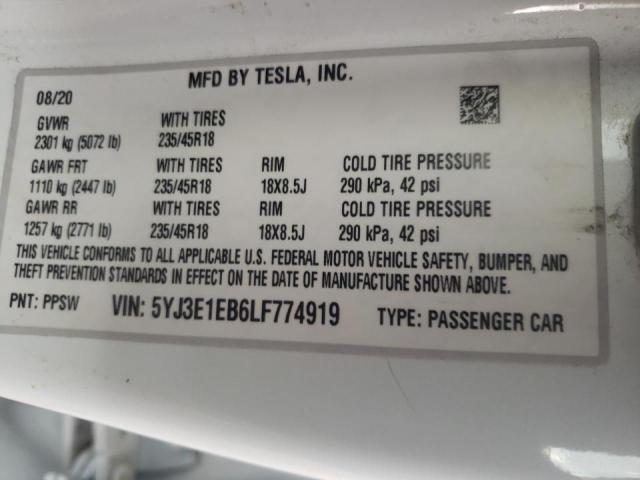 MFD BY TESLA, INC.
08/20
GVWR WITH TIRES
2301 kg (5072 lb) 235/45R18
GAWR FRT WITH TIRES RIM COLD TIRE PRESSURE
1110 kg (2447 lb) 235/45R18 18X8.5J 290 kPa, 42 psi
GAWR RR WITH TIRES RIM COLD TIRE PRESSURE
1257 kg (2771 lb) 235/45R18 18X8.5J 290 kPa, 42 psi
THIS VEHICLE CONFORMS TO ALL APPLICABLE U.S. FEDERAL MOTOR VEHICLE SAFETY, BUMPER, AND
THEFT PREVENTION STANDARDS IN EFFECT ON THE DATE OF MANUFACTURE SHOWN ABOVE.
PNT: PPSW VIN: 5YJ3E1EB6LF774919 TYPE: PASSENGER CAR